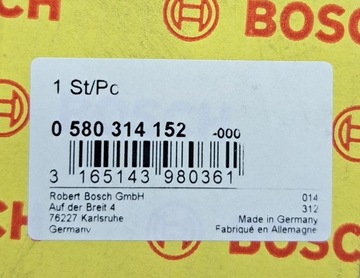 BOSCH
BOSCH
1 St/Pc
0 580 314 152 -000
3 165143 980361
Robert Bosch GmbH
Auf der Breit 4
76227 Karlsruhe
Germany
014
312
Made in Germany
Fabriqué en Allemagne
BOSCH